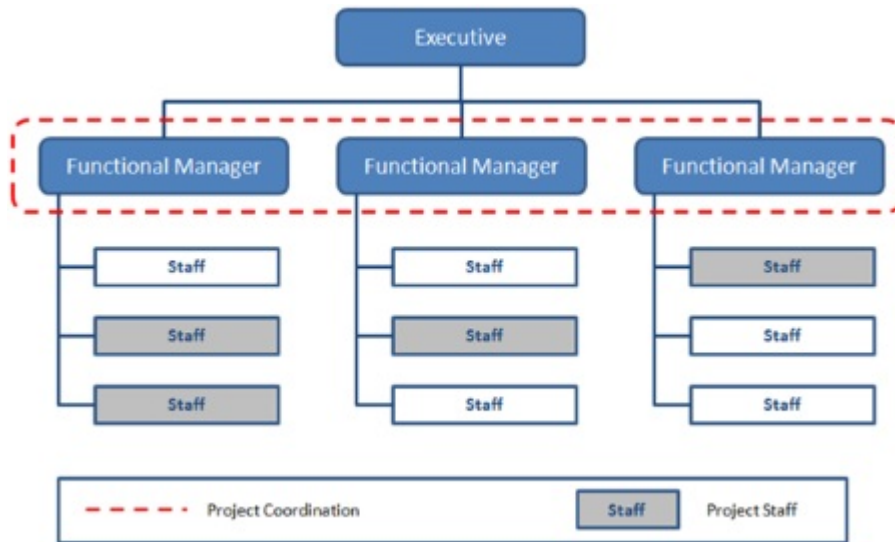 Executive
Functional Manager Functional Manager Functional Manager
Staff Staff Staff
Staff Staff Staff
Staff Staff Staff
Project Coordination Staff Project Staff